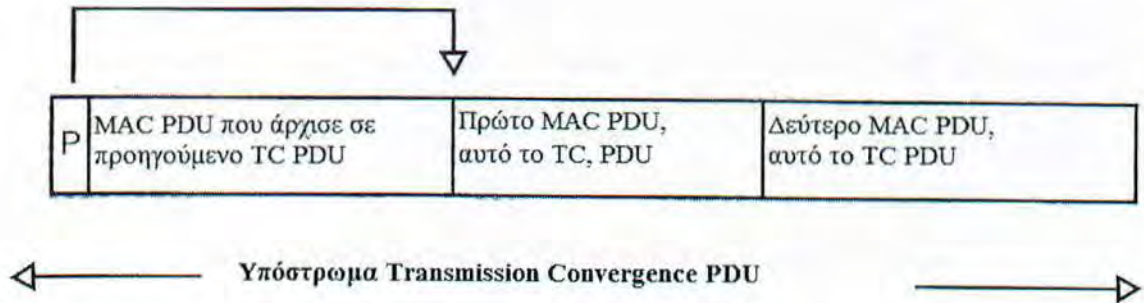 P
MAC PDU που άρχισε σε
προηγούμενο TC PDU
Πρώτο MAC PDU,
αυτό το TC, PDU
Δεύτερο MAC PDU,
αυτό το TC PDU
Υπόστρωμα Transmission Convergence PDU